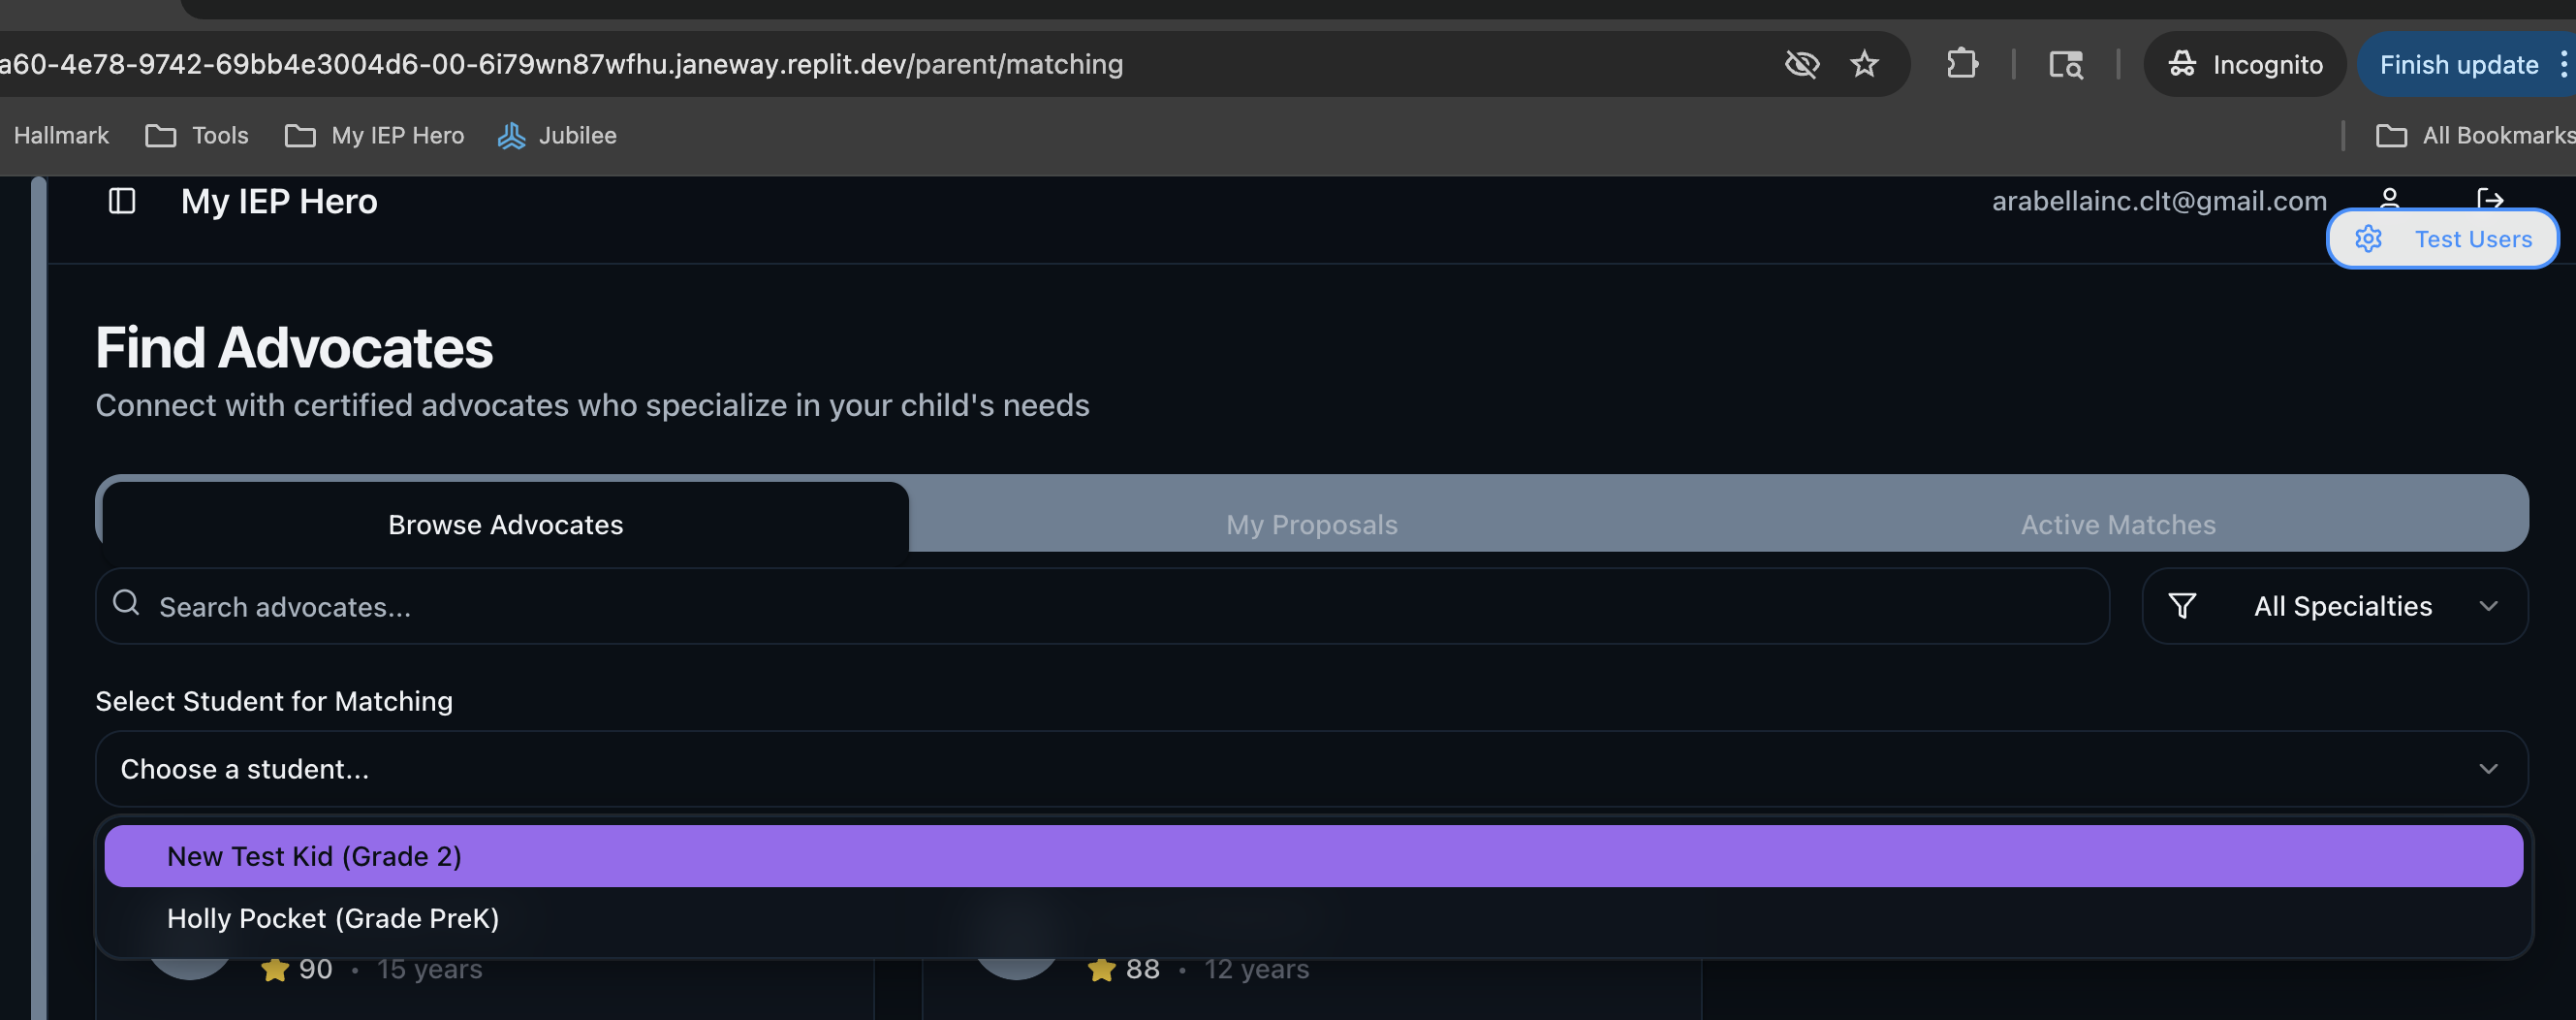 a60-4e78-9742-69bb4e3004d6-00-6i79wn87wfhu.janeway.replit.dev/parent/matching
Incognito
Finish update
Hallmark
Tools
My IEP Hero
Jubilee
All Bookmarks
My IEP Hero
arabellainc.clt@gmail.com
Test Users
Find Advocates
Connect with certified advocates who specialize in your child's needs
Browse Advocates
My Proposals
Active Matches
Search advocates...
All Specialties
Select Student for Matching
Choose a student...
New Test Kid (Grade 2)
Holly Pocket (Grade PreK)
90 • 15 years
88 • 12 years